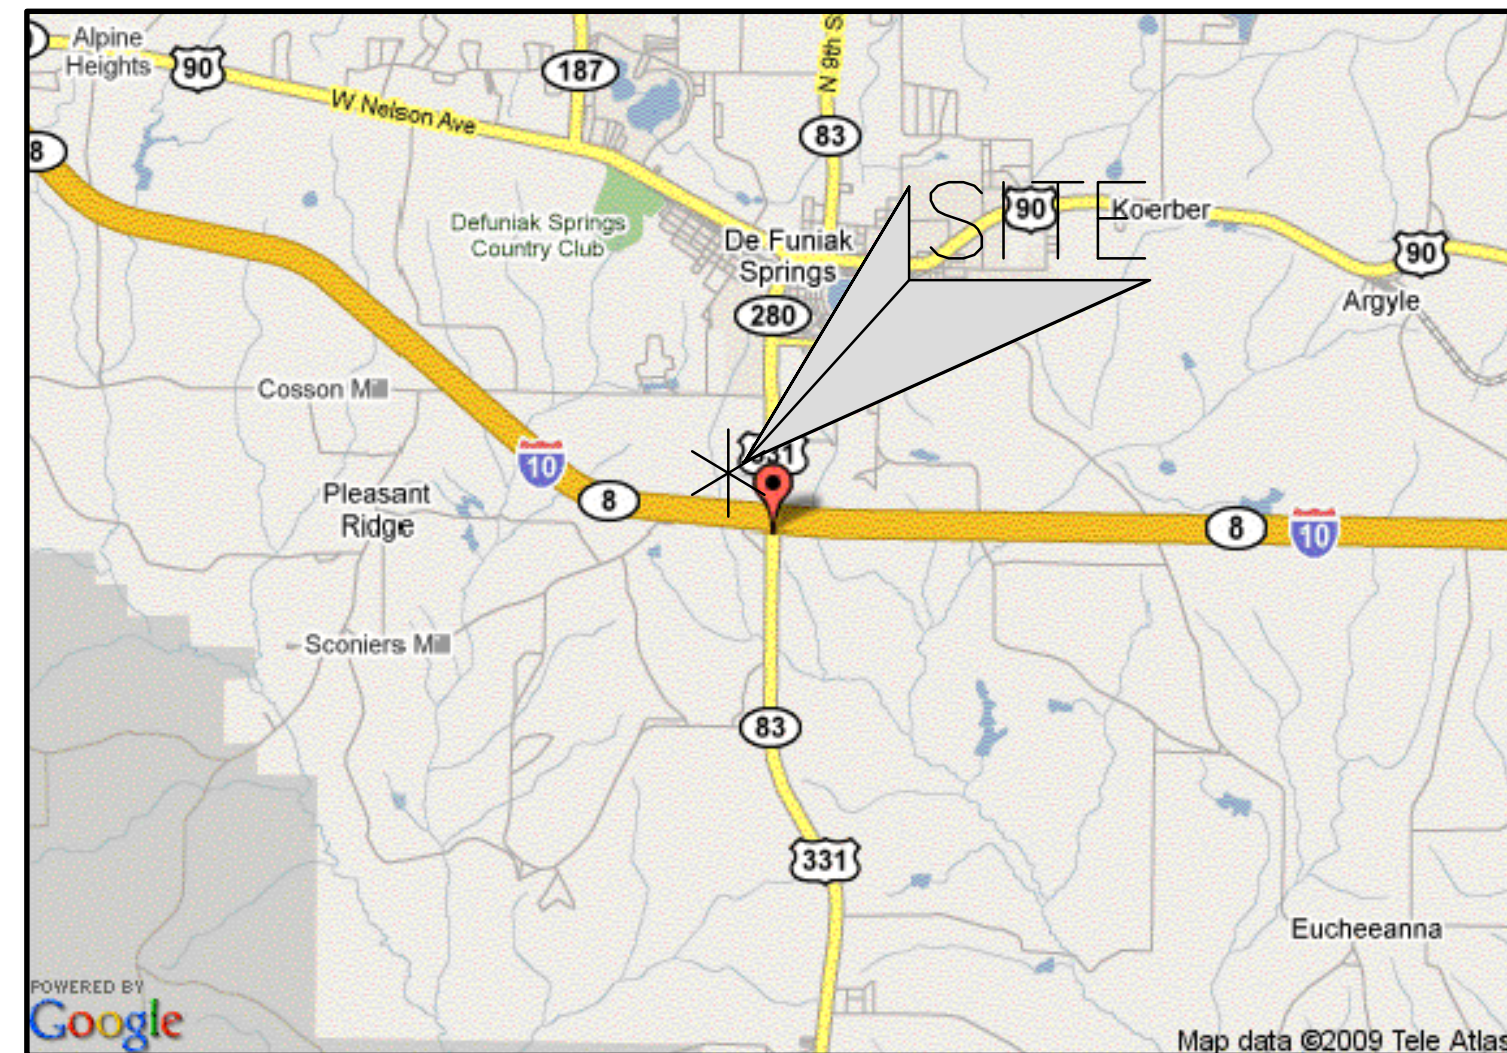 Alpine
Heights
90
187
W Nelson Ave
N 9th S
8
83
SITE
90
Koerber
Defuniak Springs
Country Club
De Funiak
Springs
90
280
Argyle
Cosson Mill
331
10
Pleasant
Ridge
8
8
10
Sconiers Mill
83
331
Eucheeanna
POWERED BY
Google
Map data ©2009 Tele Atlas